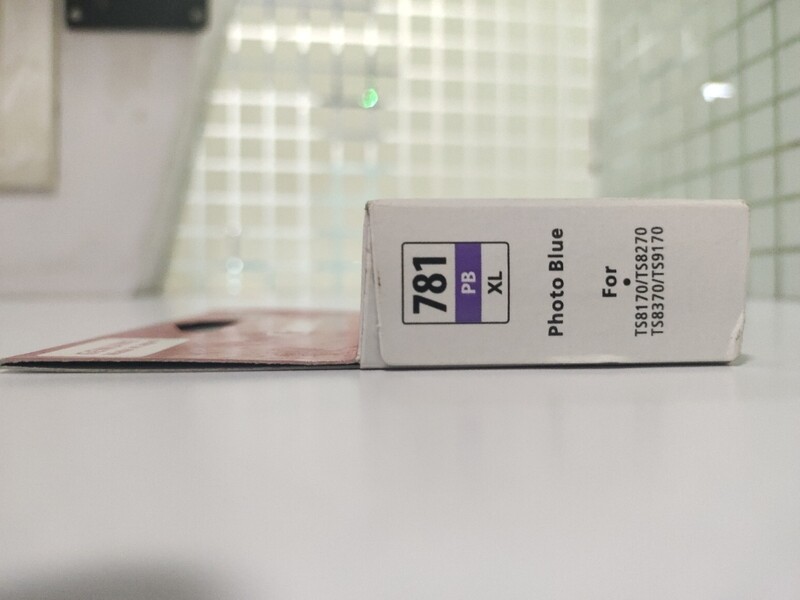 781
PB
XL
Photo Blue
For
TS8170/TS8270
TS8370/TS9170